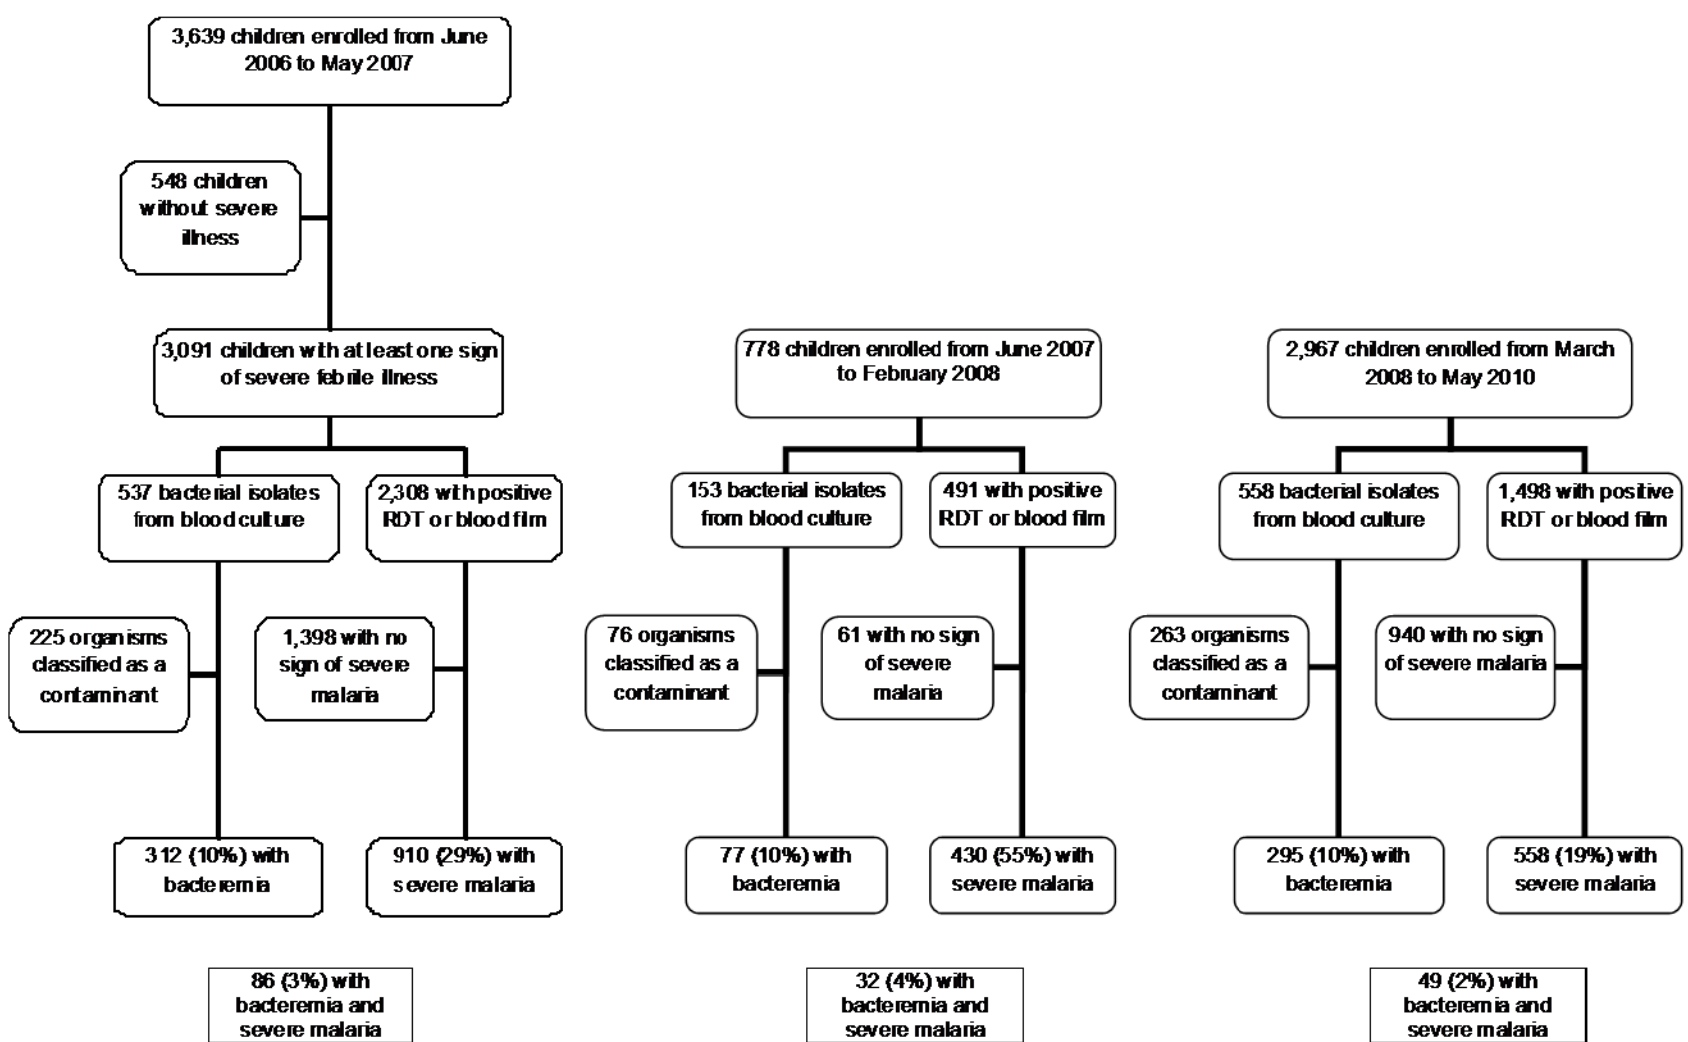 3,639 children enrolled from June
2006 to May 2007
548 children
without severe
illness
3,091 children with at least one sign
of severe febrile illness
537 bacterial isolates
from blood culture
2,308 with positive
RDT or blood film
225 organisms
classified as a
contaminant
1,398 with no
sign of severe
malaria
312 (10%) with
bacteremia
910 (29%) with
severe malaria
86 (3%) with
bacteremia and
severe malaria
778 children enrolled from June 2007
to February 2008
153 bacterial isolates
from blood culture
491 with positive
RDT or blood film
76 organisms
classified as a
contaminant
61 with no sign
of severe
malaria
77 (10%) with
bacteremia
430 (55%) with
severe malaria
32 (4%) with
bacteremia and
severe malaria
2,967 children enrolled from March
2008 to May 2010
558 bacterial isolates
from blood culture
1,498 with positive
RDT or blood film
263 organisms
classified as a
contaminant
940 with no sign
of severe malaria
295 (10%) with
bacteremia
558 (19%) with
severe malaria
49 (2%) with
bacteremia and
severe malaria